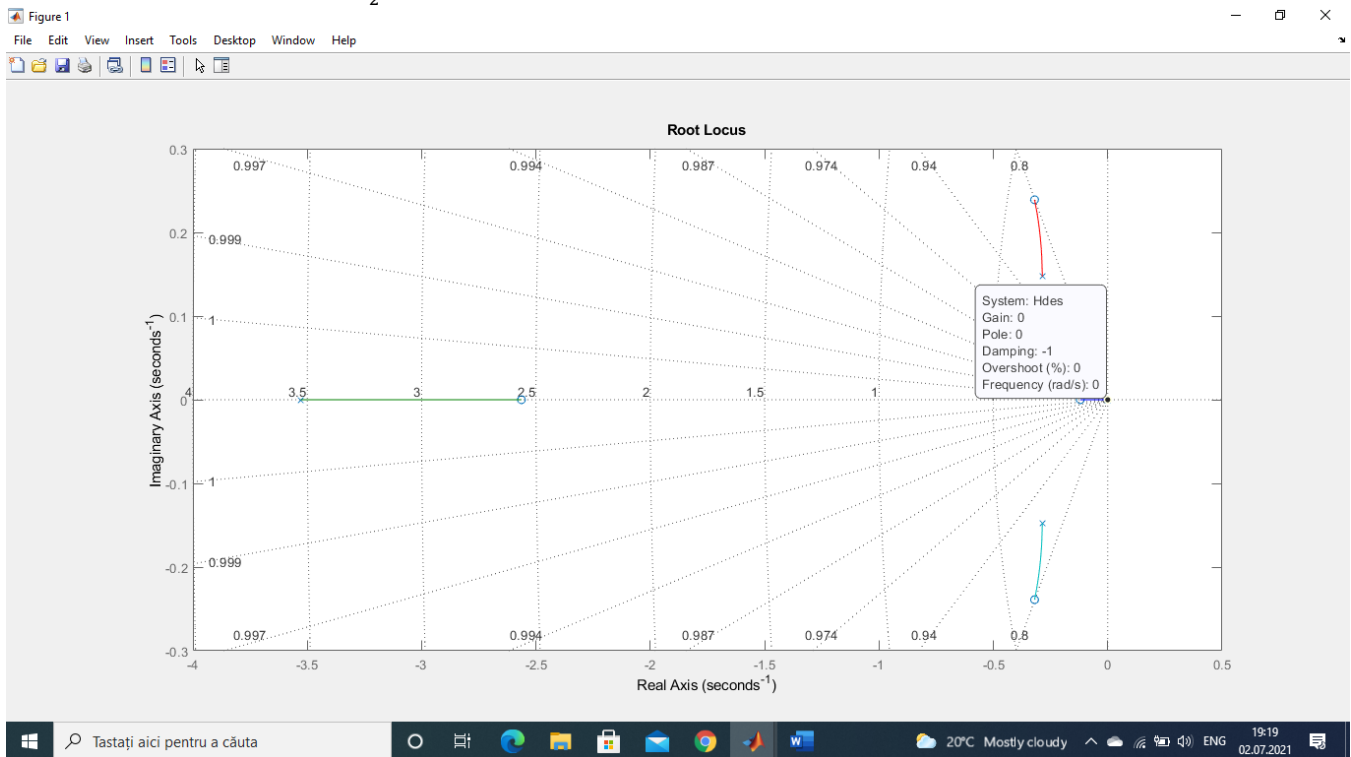 2
Figure 1
File Edit View Insert Tools Desktop Window Help
Root Locus
0.3
0.997 0.994 0.987 0.974 0.94 0.8
0.2
0.999
System: Hdes
Gain: 0
Pole: 0
Damping: -1
Overshoot (%): 0
Frequency (rad/s): 0
0.1
1
4 3.5 3 2.5 2 1.5 1
0
Imaginary Axis (seconds-1)
-0.1
1
-0.2
0.999
0.997 0.994 0.987 0.974 0.94 0.8
-0.3
-4 -3.5 -3 -2.5 -2 -1.5 -1 -0.5 0 0.5
Real Axis (seconds-1)
Tastați aici pentru a căuta
20°C Mostly cloudy
ENG
19:19
02.07.2021